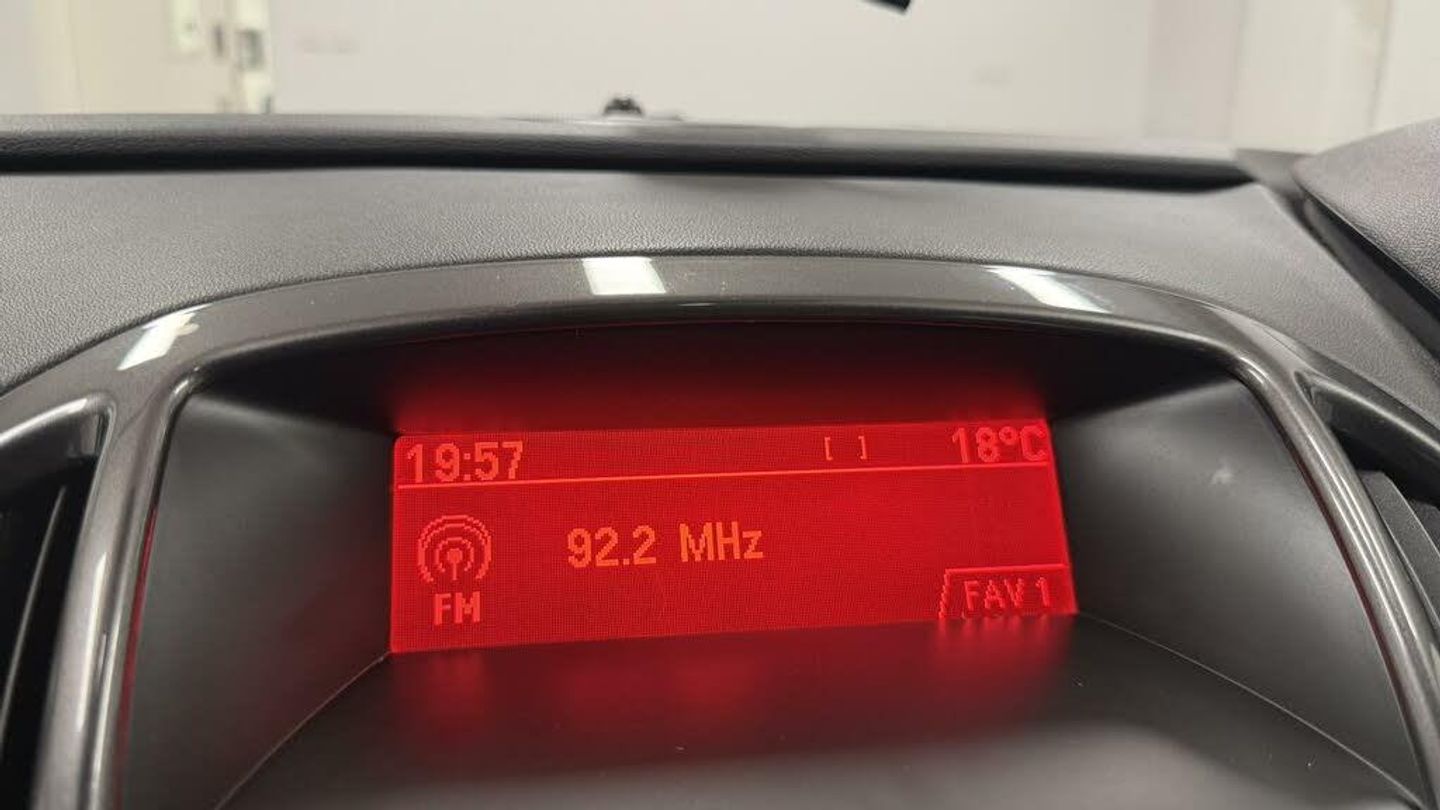 19:57 [ ] 18°C
92.2 MHz
FM
FAV 1